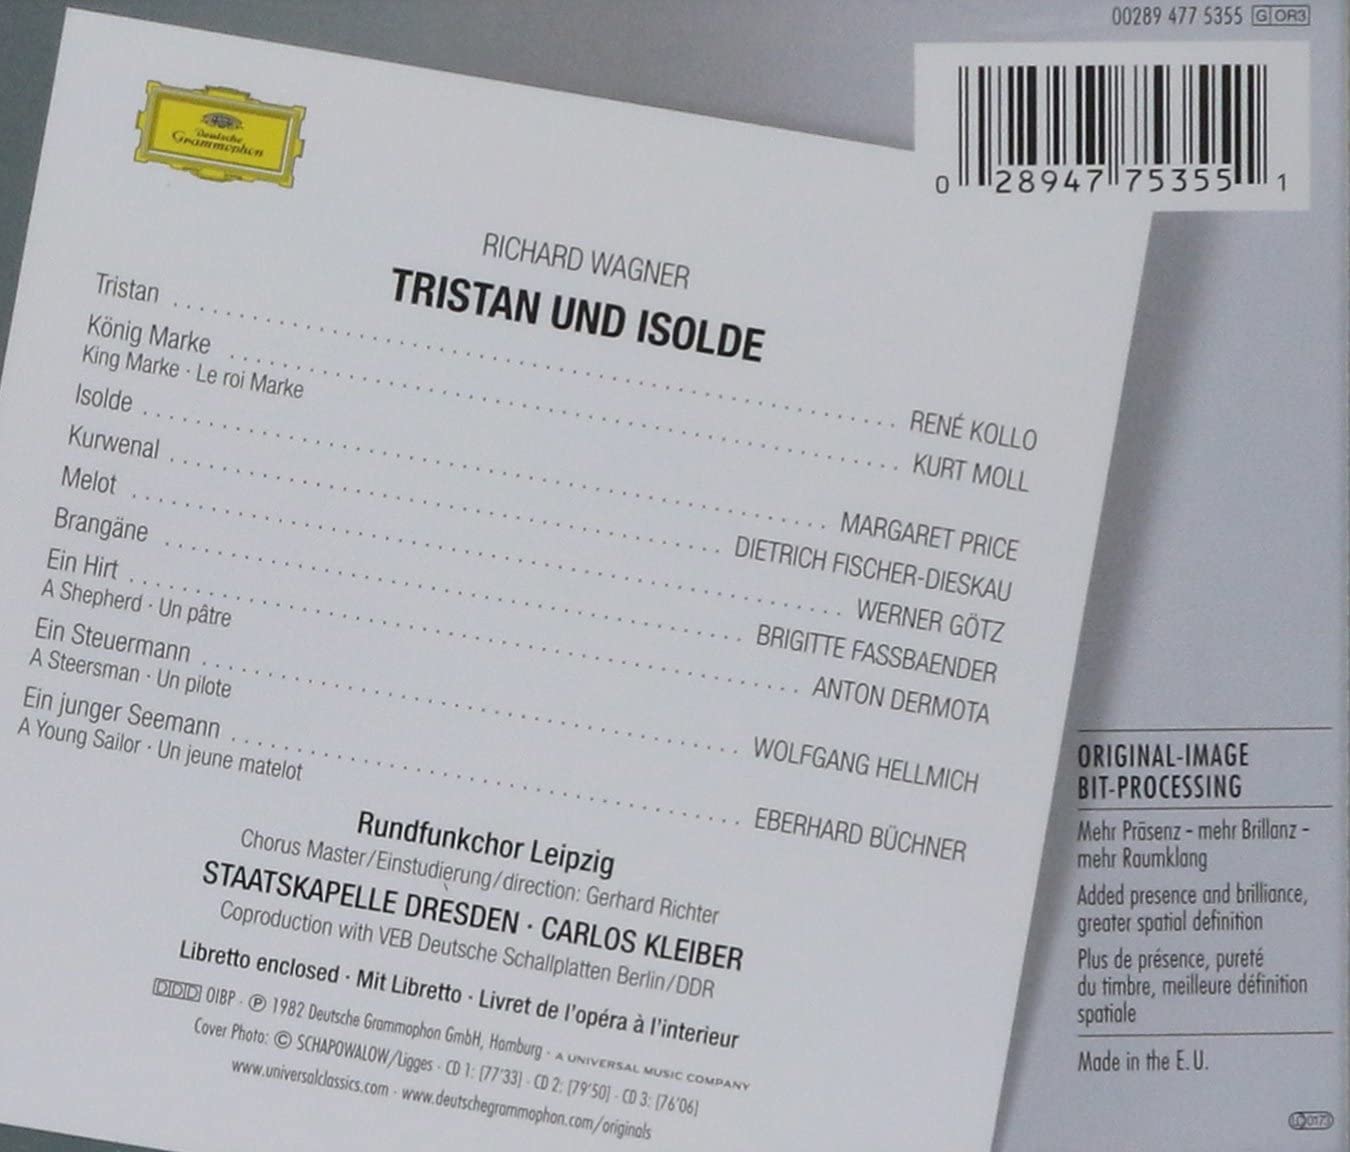 00289 477 5355 G OR3
0 28947 75355 1
Deutsche
Grammophon
RICHARD WAGNER
TRISTAN UND ISOLDE
Tristan . . . . . . . . . . . . . . . . . . . . RENÉ KOLLO
König Marke . . . . . . . . . . . . . . . . . . . . KURT MOLL
King Marke · Le roi Marke
Isolde . . . . . . . . . . . . . . . . . . . . MARGARET PRICE
Kurwenal . . . . . . . . . . . . . . . . . . . . DIETRICH FISCHER-DIESKAU
Melot . . . . . . . . . . . . . . . . . . . . WERNER GÖTZ
Brangäne . . . . . . . . . . . . . . . . . . . . BRIGITTE FASSBAENDER
Ein Hirt . . . . . . . . . . . . . . . . . . . . ANTON DERMOTA
A Shepherd · Un pâtre
Ein Steuermann . . . . . . . . . . . . . . . . . . . . WOLFGANG HELLMICH
A Steersman · Un pilote
Ein junger Seemann . . . . . . . . . . . . . . . . . . . . EBERHARD BÜCHNER
A Young Sailor · Un jeune matelot
Rundfunkchor Leipzig
Chorus Master/Einstudierung/direction: Gerhard Richter
STAATSKAPELLE DRESDEN · CARLOS KLEIBER
Coproduction with VEB Deutsche Schallplatten Berlin/DDR
Libretto enclosed · Mit Libretto · Livret de l'opéra à l'interieur
DDD OIBP · ℗ 1982 Deutsche Grammophon GmbH, Hamburg · A UNIVERSAL MUSIC COMPANY
Cover Photo: © SCHAPOWALOW/Ligges · CD 1: [77'33] · CD 2: [79'50] · CD 3: [76'06]
www.universalclassics.com · www.deutschegrammophon.com/originals
ORIGINAL-IMAGE
BIT-PROCESSING
Mehr Präsenz – mehr Brillanz –
mehr Raumklang
Added presence and brilliance,
greater spatial definition
Plus de présence, pureté
du timbre, meilleure définition
spatiale
Made in the E. U.